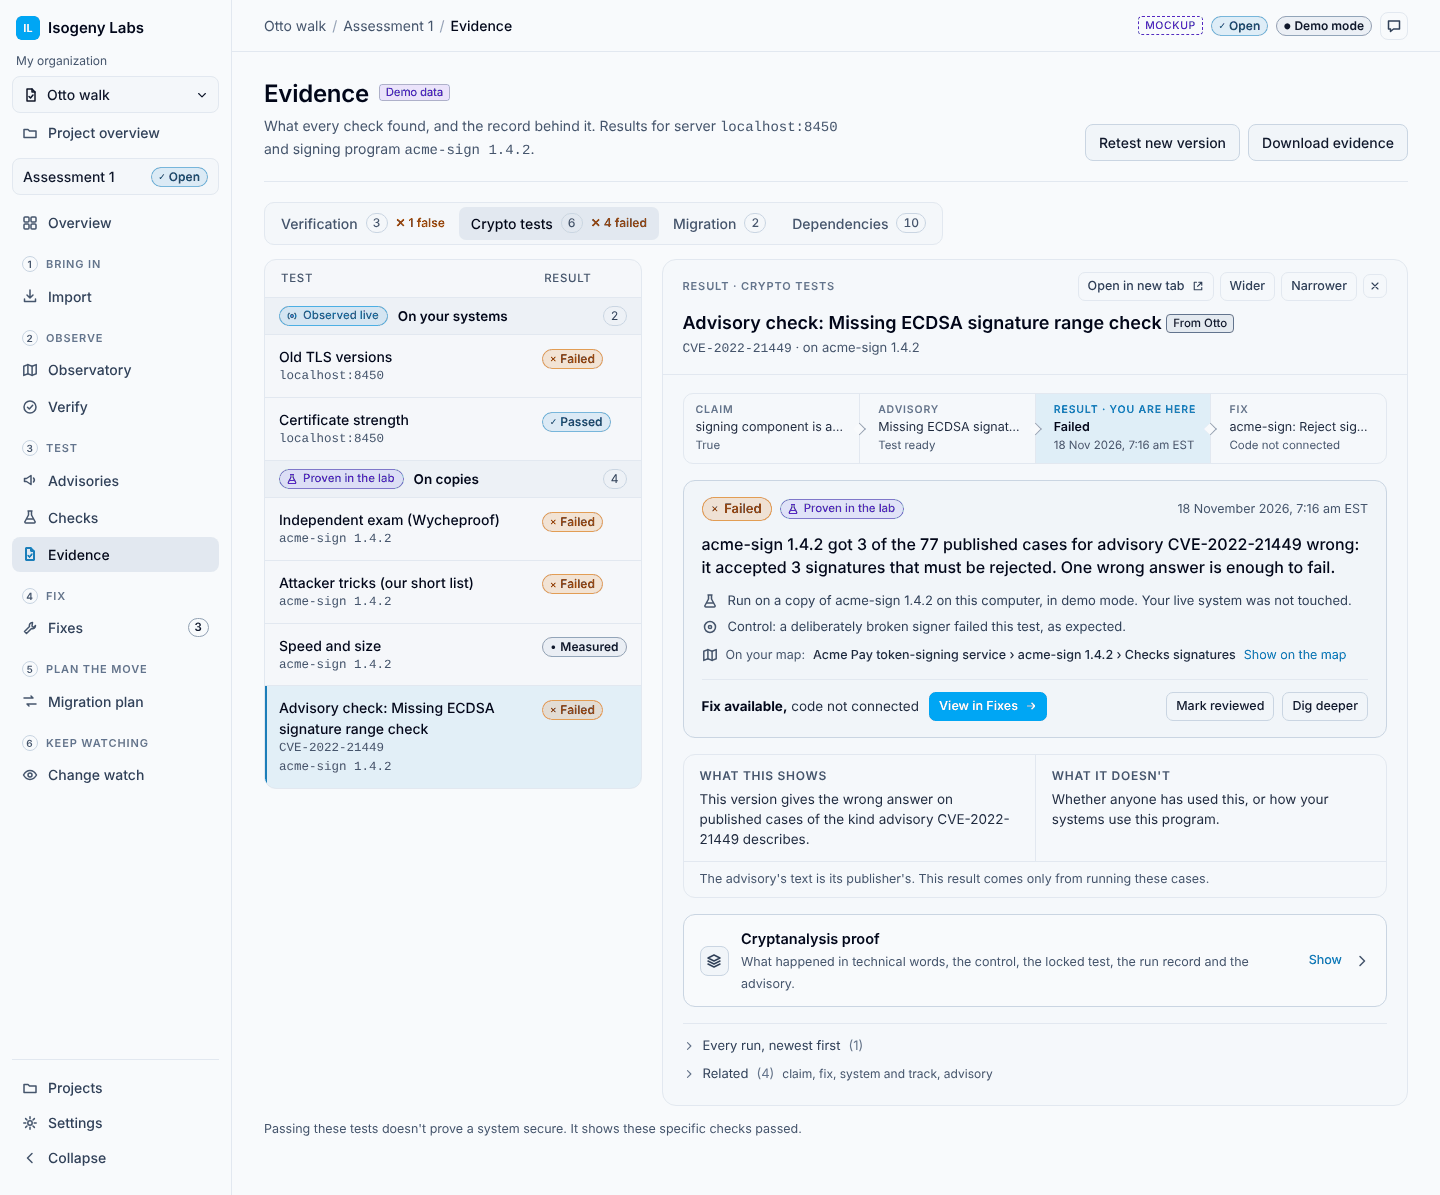 IL Isogeny Labs
My organization
Otto walk
Project overview
Assessment 1 ✓ Open
Overview
1 BRING IN
Import
2 OBSERVE
Observatory
Verify
3 TEST
Advisories
Checks
Evidence
4 FIX
Fixes 3
5 PLAN THE MOVE
Migration plan
6 KEEP WATCHING
Change watch
Projects
Settings
Collapse
Otto walk / Assessment 1 / Evidence
MOCKUP ✓ Open • Demo mode
Evidence Demo data
What every check found, and the record behind it. Results for server localhost:8450
and signing program acme-sign 1.4.2.
Retest new version Download evidence
Verification 3 ✕ 1 false Crypto tests 6 ✕ 4 failed Migration 2 Dependencies 10
TEST RESULT
Observed live On your systems 2
Old TLS versions × Failed
localhost:8450
Certificate strength ✓ Passed
localhost:8450
Proven in the lab On copies 4
Independent exam (Wycheproof) × Failed
acme-sign 1.4.2
Attacker tricks (our short list) × Failed
acme-sign 1.4.2
Speed and size • Measured
acme-sign 1.4.2
Advisory check: Missing ECDSA × Failed
signature range check
CVE-2022-21449
acme-sign 1.4.2
RESULT · CRYPTO TESTS Open in new tab Wider Narrower ✕
Advisory check: Missing ECDSA signature range check From Otto
CVE-2022-21449 · on acme-sign 1.4.2
CLAIM
signing component is a...
True
ADVISORY
Missing ECDSA signat...
Test ready
RESULT · YOU ARE HERE
Failed
18 Nov 2026, 7:16 am EST
FIX
acme-sign: Reject sig...
Code not connected
× Failed Proven in the lab 18 November 2026, 7:16 am EST
acme-sign 1.4.2 got 3 of the 77 published cases for advisory CVE-2022-21449 wrong:
it accepted 3 signatures that must be rejected. One wrong answer is enough to fail.
Run on a copy of acme-sign 1.4.2 on this computer, in demo mode. Your live system was not touched.
Control: a deliberately broken signer failed this test, as expected.
On your map: Acme Pay token-signing service › acme-sign 1.4.2 › Checks signatures Show on the map
Fix available, code not connected View in Fixes → Mark reviewed Dig deeper
WHAT THIS SHOWS
This version gives the wrong answer on
published cases of the kind advisory CVE-2022-
21449 describes.
WHAT IT DOESN'T
Whether anyone has used this, or how your
systems use this program.
The advisory's text is its publisher's. This result comes only from running these cases.
Cryptanalysis proof
What happened in technical words, the control, the locked test, the run record and the
advisory.
Show
Every run, newest first (1)
Related (4) claim, fix, system and track, advisory
Passing these tests doesn't prove a system secure. It shows these specific checks passed.